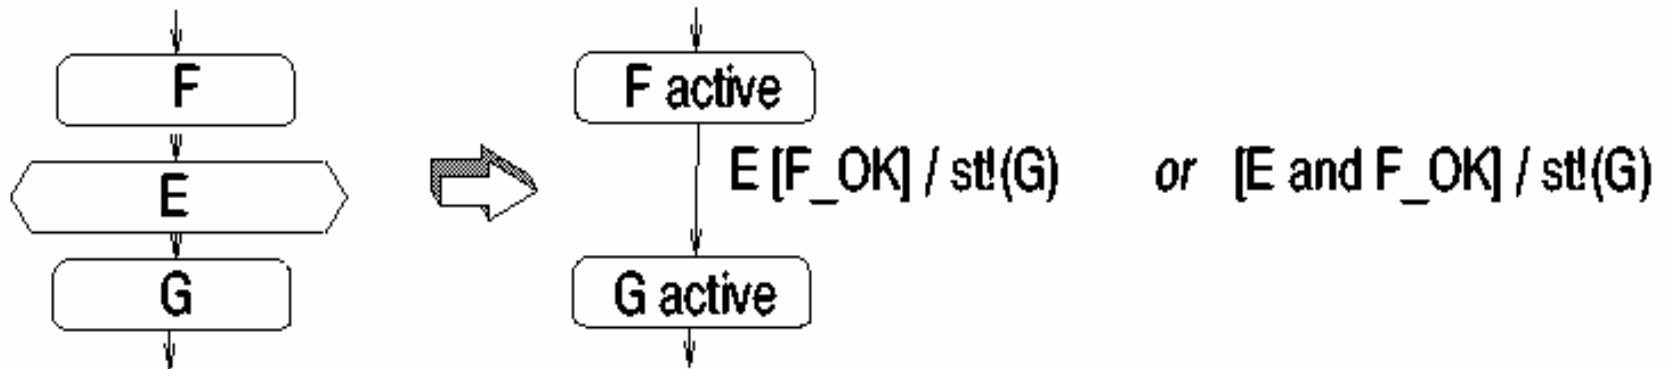 F
E
G
F active
E [F_OK] / st!(G) or [E and F_OK] / st!(G)
G active